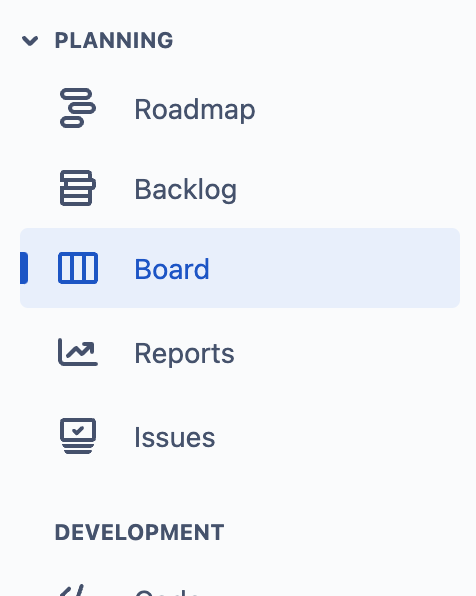 PLANNING
Roadmap
Backlog
Board
Reports
Issues
DEVELOPMENT